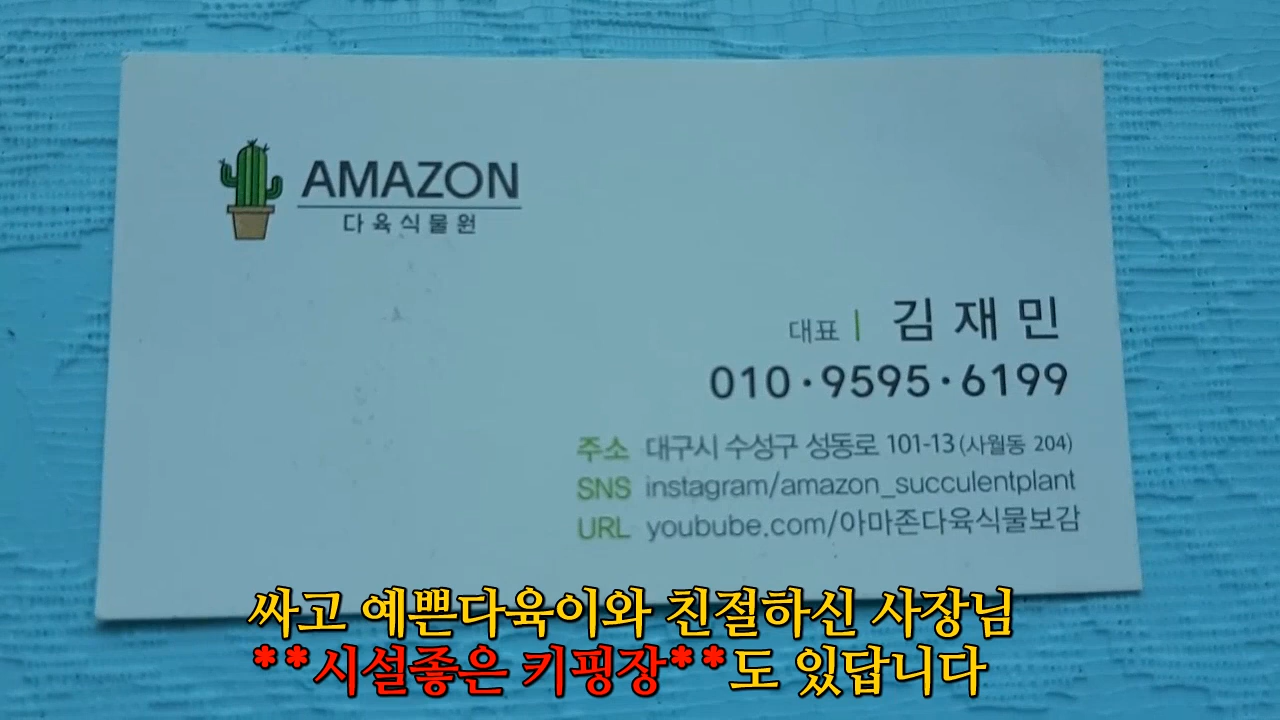 AMAZON
다육식물원
대표 | 김재민
010·9595·6199
주소 대구시 수성구 성동로 101-13(사월동 204)
SNS instagram/amazon_succulentplant
URL youbube.com/아마존다육식물보감
싸고 예쁜다육이와 친절하신 사장님
**시설좋은 키핑장**도 있답니다